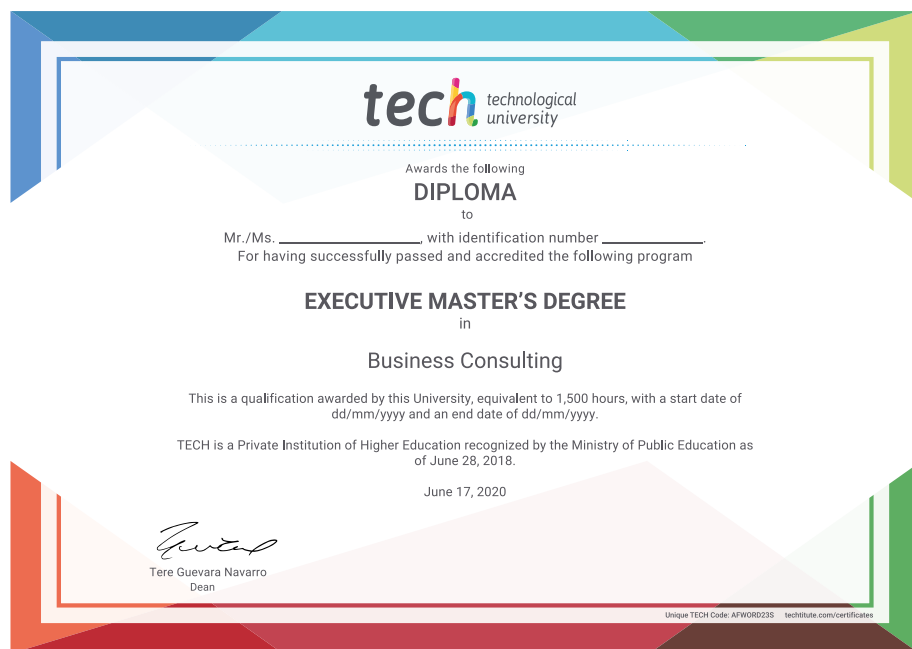 tech technological
university
Awards the following
DIPLOMA
to
Mr./Ms. ____________, with identification number _________.
For having successfully passed and accredited the following program
EXECUTIVE MASTER'S DEGREE
in
Business Consulting
This is a qualification awarded by this University, equivalent to 1,500 hours, with a start date of
dd/mm/yyyy and an end date of dd/mm/yyyy.
TECH is a Private Institution of Higher Education recognized by the Ministry of Public Education as
of June 28, 2018.
June 17, 2020
Tere Guevara Navarro
Dean
Unique TECH Code: AFWORD23S techtitute.com/certificates